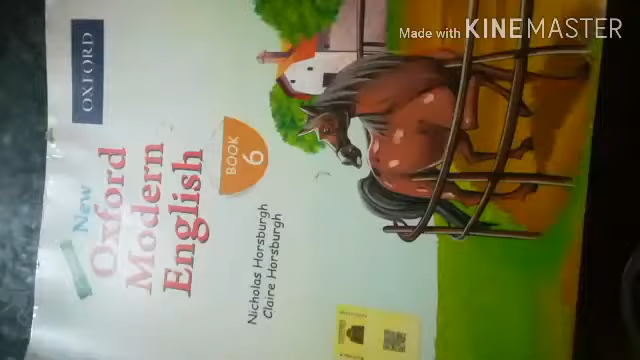 Made with KINEMASTER
OXFORD
New
Oxford
Modern
English
BOOK
6
Nicholas Horsburgh
Claire Horsburgh